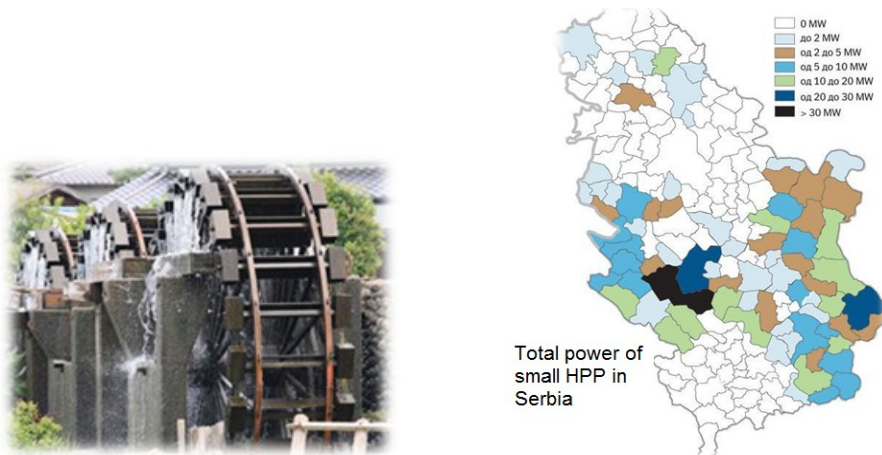 0 MW
до 2 MW
од 2 до 5 MW
од 5 до 10 MW
од 10 до 20 MW
од 20 до 30 MW
> 30 MW
Total power of
small HPP in
Serbia